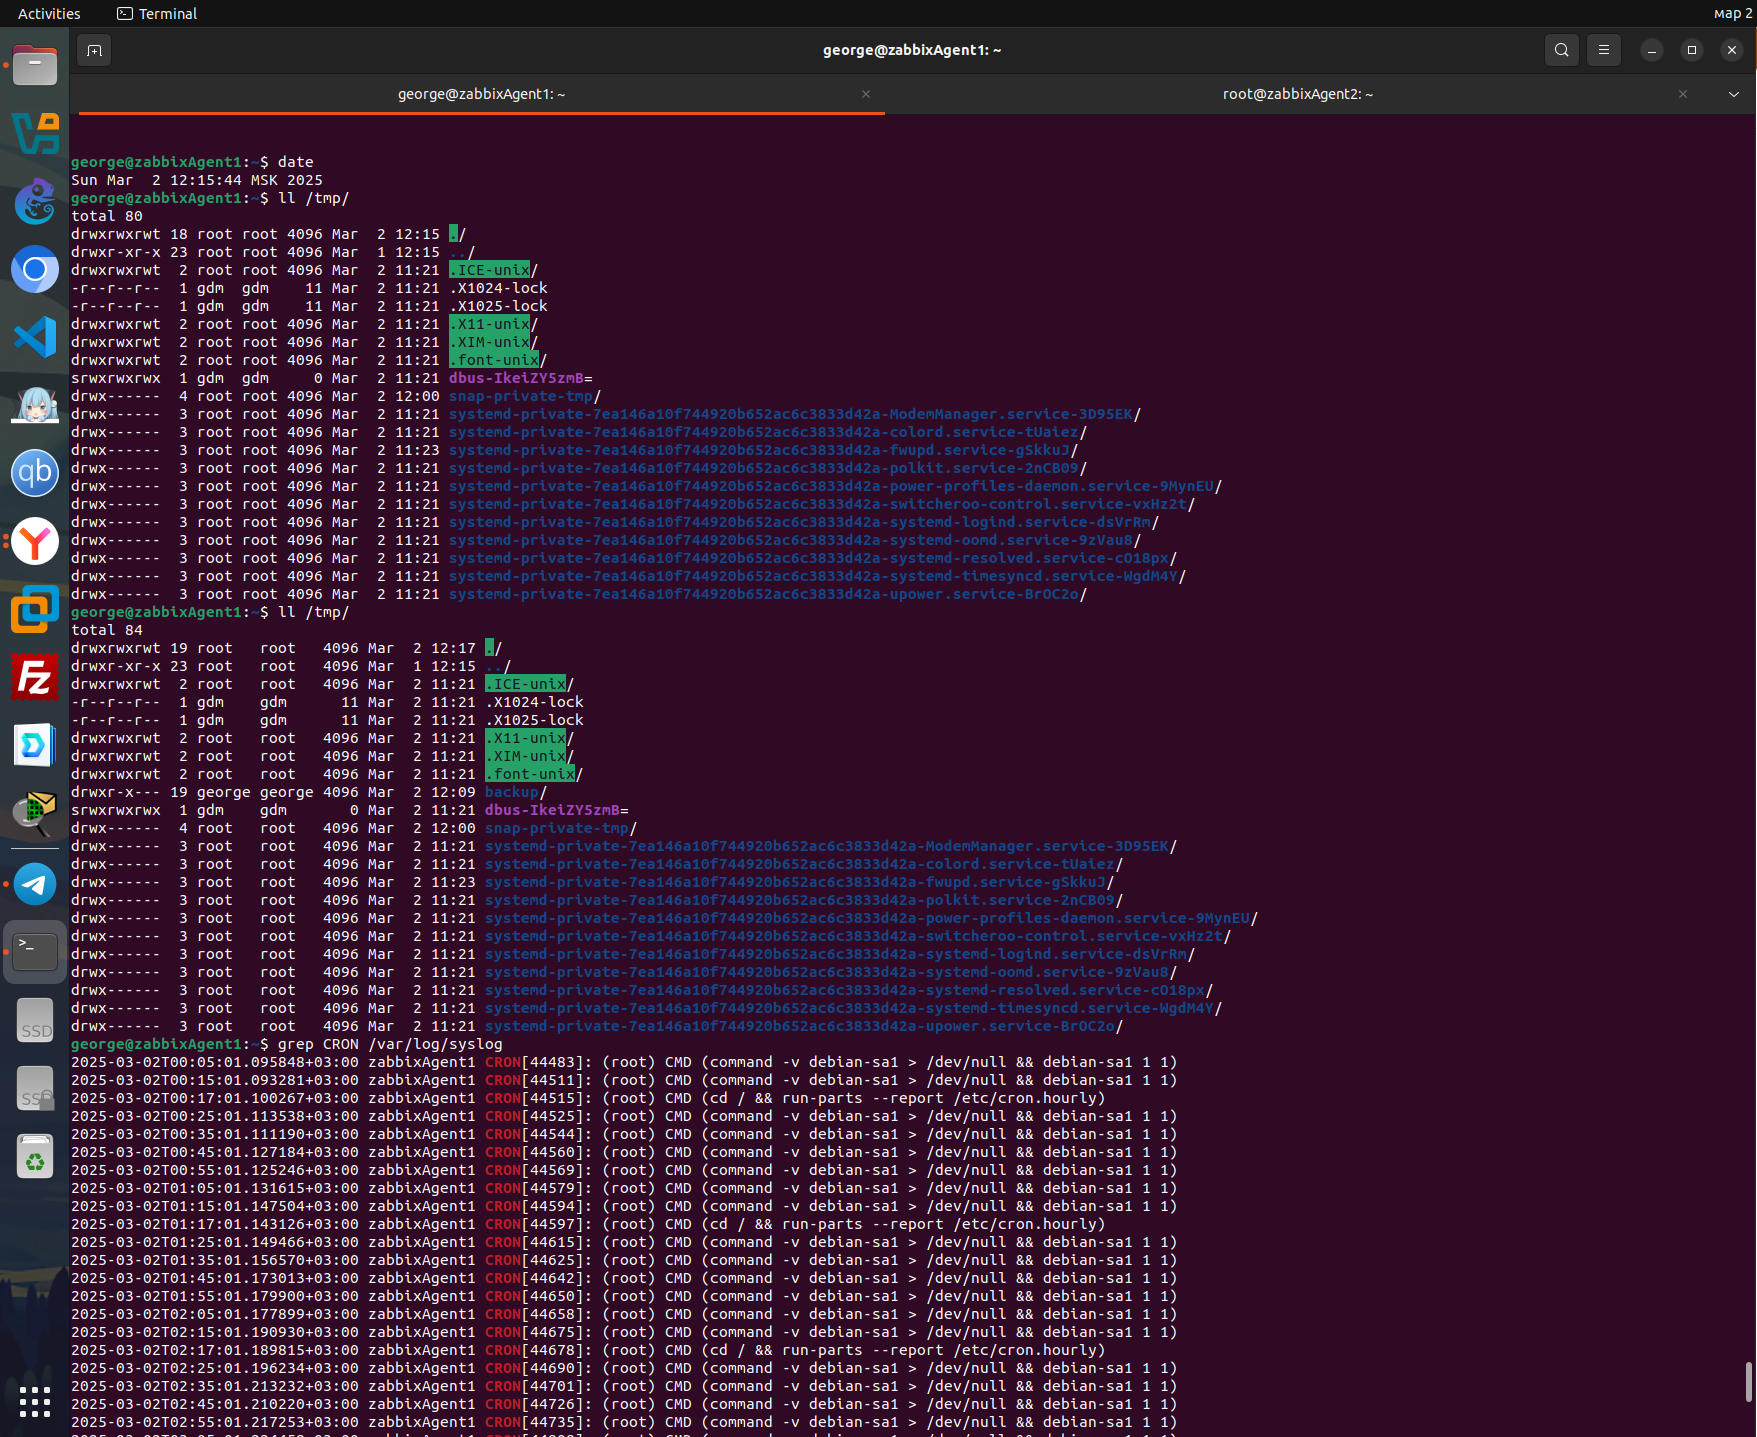 Activities
Terminal
мар 2
george@zabbixAgent1: ~
george@zabbixAgent1: ~
root@zabbixAgent2: ~
george@zabbixAgent1:~$ date
Sun Mar  2 12:15:44 MSK 2025
george@zabbixAgent1:~$ ll /tmp/
total 80
drwxrwxrwt 18 root root 4096 Mar  2 12:15 ./
drwxr-xr-x 23 root root 4096 Mar  1 12:15 ../
drwxrwxrwt  2 root root 4096 Mar  2 11:21 .ICE-unix/
-r--r--r--  1 gdm  gdm    11 Mar  2 11:21 .X1024-lock
-r--r--r--  1 gdm  gdm    11 Mar  2 11:21 .X1025-lock
drwxrwxrwt  2 root root 4096 Mar  2 11:21 .X11-unix/
drwxrwxrwt  2 root root 4096 Mar  2 11:21 .XIM-unix/
drwxrwxrwt  2 root root 4096 Mar  2 11:21 .font-unix/
srwxrwxrwx  1 gdm  gdm     0 Mar  2 11:21 dbus-IkeiZY5zmB=
drwx------  4 root root 4096 Mar  2 12:00 snap-private-tmp/
drwx------  3 root root 4096 Mar  2 11:21 systemd-private-7ea146a10f744920b652ac6c3833d42a-ModemManager.service-3D95EK/
drwx------  3 root root 4096 Mar  2 11:21 systemd-private-7ea146a10f744920b652ac6c3833d42a-colord.service-tUaiez/
drwx------  3 root root 4096 Mar  2 11:23 systemd-private-7ea146a10f744920b652ac6c3833d42a-fwupd.service-gSkkuJ/
drwx------  3 root root 4096 Mar  2 11:21 systemd-private-7ea146a10f744920b652ac6c3833d42a-polkit.service-2nCB09/
drwx------  3 root root 4096 Mar  2 11:21 systemd-private-7ea146a10f744920b652ac6c3833d42a-power-profiles-daemon.service-9MynEU/
drwx------  3 root root 4096 Mar  2 11:21 systemd-private-7ea146a10f744920b652ac6c3833d42a-switcheroo-control.service-vxHz2t/
drwx------  3 root root 4096 Mar  2 11:21 systemd-private-7ea146a10f744920b652ac6c3833d42a-systemd-logind.service-dsVrRm/
drwx------  3 root root 4096 Mar  2 11:21 systemd-private-7ea146a10f744920b652ac6c3833d42a-systemd-oomd.service-9zVau8/
drwx------  3 root root 4096 Mar  2 11:21 systemd-private-7ea146a10f744920b652ac6c3833d42a-systemd-resolved.service-cO18px/
drwx------  3 root root 4096 Mar  2 11:21 systemd-private-7ea146a10f744920b652ac6c3833d42a-systemd-timesyncd.service-WgdM4Y/
drwx------  3 root root 4096 Mar  2 11:21 systemd-private-7ea146a10f744920b652ac6c3833d42a-upower.service-BrOC2o/
george@zabbixAgent1:~$ ll /tmp/
total 84
drwxrwxrwt 19 root   root   4096 Mar  2 12:17 ./
drwxr-xr-x 23 root   root   4096 Mar  1 12:15 ../
drwxrwxrwt  2 root   root   4096 Mar  2 11:21 .ICE-unix/
-r--r--r--  1 gdm    gdm      11 Mar  2 11:21 .X1024-lock
-r--r--r--  1 gdm    gdm      11 Mar  2 11:21 .X1025-lock
drwxrwxrwt  2 root   root   4096 Mar  2 11:21 .X11-unix/
drwxrwxrwt  2 root   root   4096 Mar  2 11:21 .XIM-unix/
drwxrwxrwt  2 root   root   4096 Mar  2 11:21 .font-unix/
drwxr-x--- 19 george george 4096 Mar  2 12:09 backup/
srwxrwxrwx  1 gdm    gdm       0 Mar  2 11:21 dbus-IkeiZY5zmB=
drwx------  4 root   root   4096 Mar  2 12:00 snap-private-tmp/
drwx------  3 root   root   4096 Mar  2 11:21 systemd-private-7ea146a10f744920b652ac6c3833d42a-ModemManager.service-3D95EK/
drwx------  3 root   root   4096 Mar  2 11:21 systemd-private-7ea146a10f744920b652ac6c3833d42a-colord.service-tUaiez/
drwx------  3 root   root   4096 Mar  2 11:23 systemd-private-7ea146a10f744920b652ac6c3833d42a-fwupd.service-gSkkuJ/
drwx------  3 root   root   4096 Mar  2 11:21 systemd-private-7ea146a10f744920b652ac6c3833d42a-polkit.service-2nCB09/
drwx------  3 root   root   4096 Mar  2 11:21 systemd-private-7ea146a10f744920b652ac6c3833d42a-power-profiles-daemon.service-9MynEU/
drwx------  3 root   root   4096 Mar  2 11:21 systemd-private-7ea146a10f744920b652ac6c3833d42a-switcheroo-control.service-vxHz2t/
drwx------  3 root   root   4096 Mar  2 11:21 systemd-private-7ea146a10f744920b652ac6c3833d42a-systemd-logind.service-dsVrRm/
drwx------  3 root   root   4096 Mar  2 11:21 systemd-private-7ea146a10f744920b652ac6c3833d42a-systemd-oomd.service-9zVau8/
drwx------  3 root   root   4096 Mar  2 11:21 systemd-private-7ea146a10f744920b652ac6c3833d42a-systemd-resolved.service-cO18px/
drwx------  3 root   root   4096 Mar  2 11:21 systemd-private-7ea146a10f744920b652ac6c3833d42a-systemd-timesyncd.service-WgdM4Y/
drwx------  3 root   root   4096 Mar  2 11:21 systemd-private-7ea146a10f744920b652ac6c3833d42a-upower.service-BrOC2o/
george@zabbixAgent1:~$ grep CRON /var/log/syslog
2025-03-02T00:05:01.095848+03:00 zabbixAgent1 CRON[44483]: (root) CMD (command -v debian-sa1 > /dev/null && debian-sa1 1 1)
2025-03-02T00:15:01.093281+03:00 zabbixAgent1 CRON[44511]: (root) CMD (command -v debian-sa1 > /dev/null && debian-sa1 1 1)
2025-03-02T00:17:01.100267+03:00 zabbixAgent1 CRON[44515]: (root) CMD (cd / && run-parts --report /etc/cron.hourly)
2025-03-02T00:25:01.113538+03:00 zabbixAgent1 CRON[44525]: (root) CMD (command -v debian-sa1 > /dev/null && debian-sa1 1 1)
2025-03-02T00:35:01.111190+03:00 zabbixAgent1 CRON[44544]: (root) CMD (command -v debian-sa1 > /dev/null && debian-sa1 1 1)
2025-03-02T00:45:01.127184+03:00 zabbixAgent1 CRON[44560]: (root) CMD (command -v debian-sa1 > /dev/null && debian-sa1 1 1)
2025-03-02T00:55:01.125246+03:00 zabbixAgent1 CRON[44569]: (root) CMD (command -v debian-sa1 > /dev/null && debian-sa1 1 1)
2025-03-02T01:05:01.131615+03:00 zabbixAgent1 CRON[44579]: (root) CMD (command -v debian-sa1 > /dev/null && debian-sa1 1 1)
2025-03-02T01:15:01.147504+03:00 zabbixAgent1 CRON[44594]: (root) CMD (command -v debian-sa1 > /dev/null && debian-sa1 1 1)
2025-03-02T01:17:01.143126+03:00 zabbixAgent1 CRON[44597]: (root) CMD (cd / && run-parts --report /etc/cron.hourly)
2025-03-02T01:25:01.149466+03:00 zabbixAgent1 CRON[44615]: (root) CMD (command -v debian-sa1 > /dev/null && debian-sa1 1 1)
2025-03-02T01:35:01.156570+03:00 zabbixAgent1 CRON[44625]: (root) CMD (command -v debian-sa1 > /dev/null && debian-sa1 1 1)
2025-03-02T01:45:01.173013+03:00 zabbixAgent1 CRON[44642]: (root) CMD (command -v debian-sa1 > /dev/null && debian-sa1 1 1)
2025-03-02T01:55:01.179900+03:00 zabbixAgent1 CRON[44650]: (root) CMD (command -v debian-sa1 > /dev/null && debian-sa1 1 1)
2025-03-02T02:05:01.177899+03:00 zabbixAgent1 CRON[44658]: (root) CMD (command -v debian-sa1 > /dev/null && debian-sa1 1 1)
2025-03-02T02:15:01.190930+03:00 zabbixAgent1 CRON[44675]: (root) CMD (command -v debian-sa1 > /dev/null && debian-sa1 1 1)
2025-03-02T02:17:01.189815+03:00 zabbixAgent1 CRON[44678]: (root) CMD (cd / && run-parts --report /etc/cron.hourly)
2025-03-02T02:25:01.196234+03:00 zabbixAgent1 CRON[44690]: (root) CMD (command -v debian-sa1 > /dev/null && debian-sa1 1 1)
2025-03-02T02:35:01.213232+03:00 zabbixAgent1 CRON[44701]: (root) CMD (command -v debian-sa1 > /dev/null && debian-sa1 1 1)
2025-03-02T02:45:01.210220+03:00 zabbixAgent1 CRON[44726]: (root) CMD (command -v debian-sa1 > /dev/null && debian-sa1 1 1)
2025-03-02T02:55:01.217253+03:00 zabbixAgent1 CRON[44735]: (root) CMD (command -v debian-sa1 > /dev/null && debian-sa1 1 1)
qb
Y
Fz
SSD
SSD